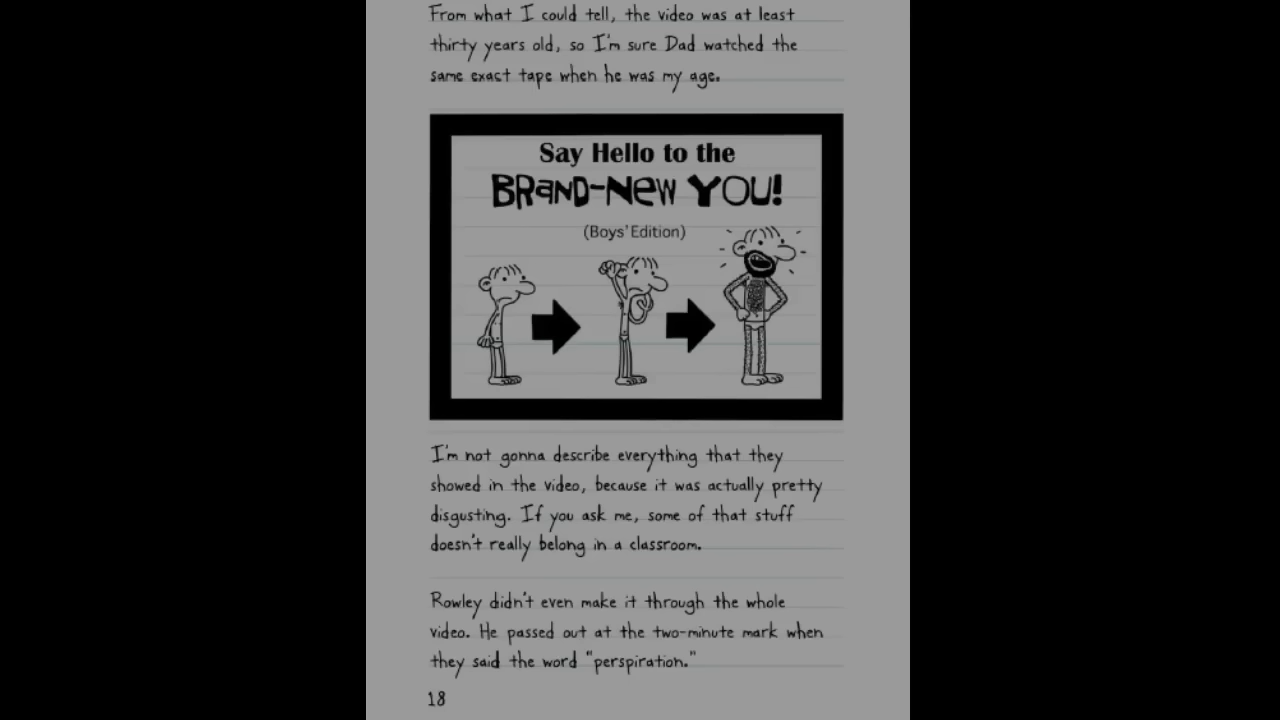 From what I could tell, the video was at least
thirty years old, so I'm sure Dad watched the
same exact tape when he was my age.
Say Hello to the
BRAND-NEW YOU!
(Boys' Edition)
I'm not gonna describe everything that they
showed in the video, because it was actually pretty
disgusting. If you ask me, some of that stuff
doesn't really belong in a classroom.
Rowley didn't even make it through the whole
video. He passed out at the two-minute mark when
they said the word "perspiration."
18